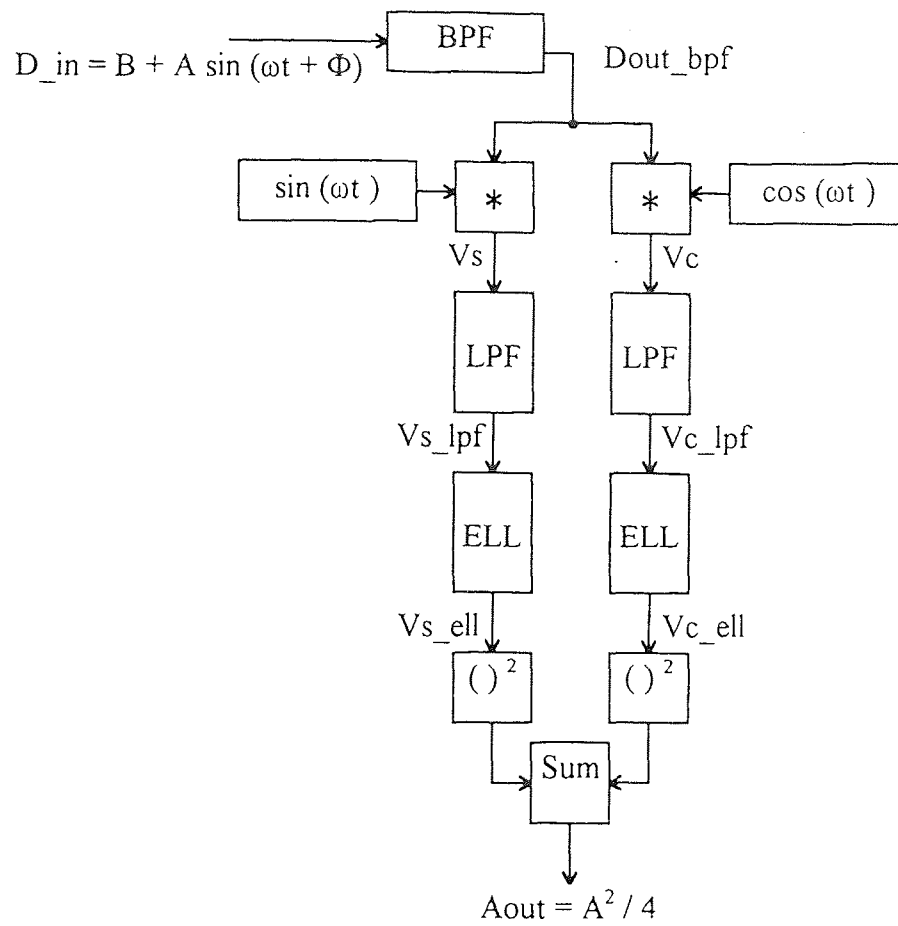 BPF
D_in = B + A sin (ωt + Φ)
Dout_bpf
sin (ωt )
*
*
cos (ωt )
Vs
Vc
LPF
LPF
Vs_lpf
Vc_lpf
ELL
ELL
Vs_ell
Vc_ell
( ) ²
( ) ²
Sum
Aout = A² / 4